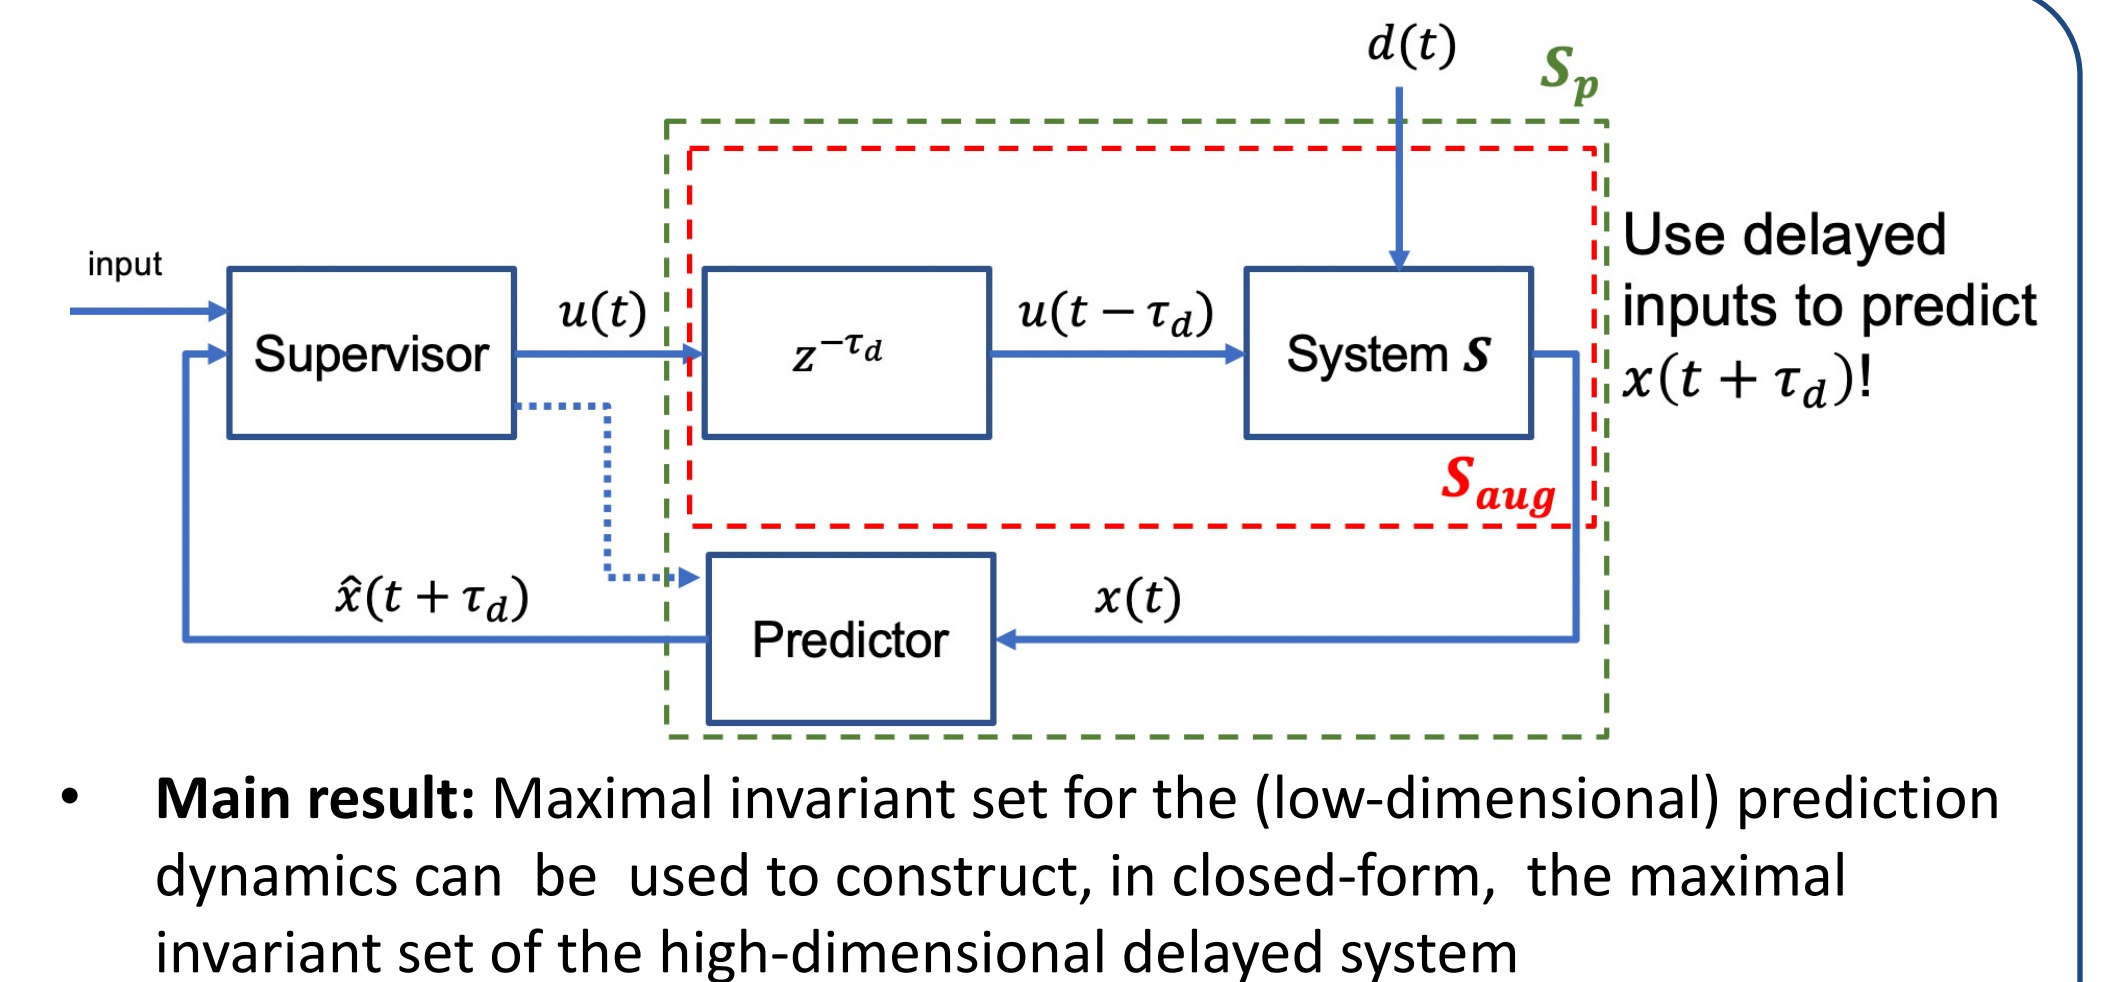 d(t)
S_p
input
Supervisor
u(t)
z^{−τ_d}
u(t − τ_d)
System S
Use delayed
inputs to predict
x(t + τ_d)!
S_{aug}
x̂(t + τ_d)
Predictor
x(t)
• Main result: Maximal invariant set for the (low-dimensional) prediction
dynamics can be used to construct, in closed-form, the maximal
invariant set of the high-dimensional delayed system